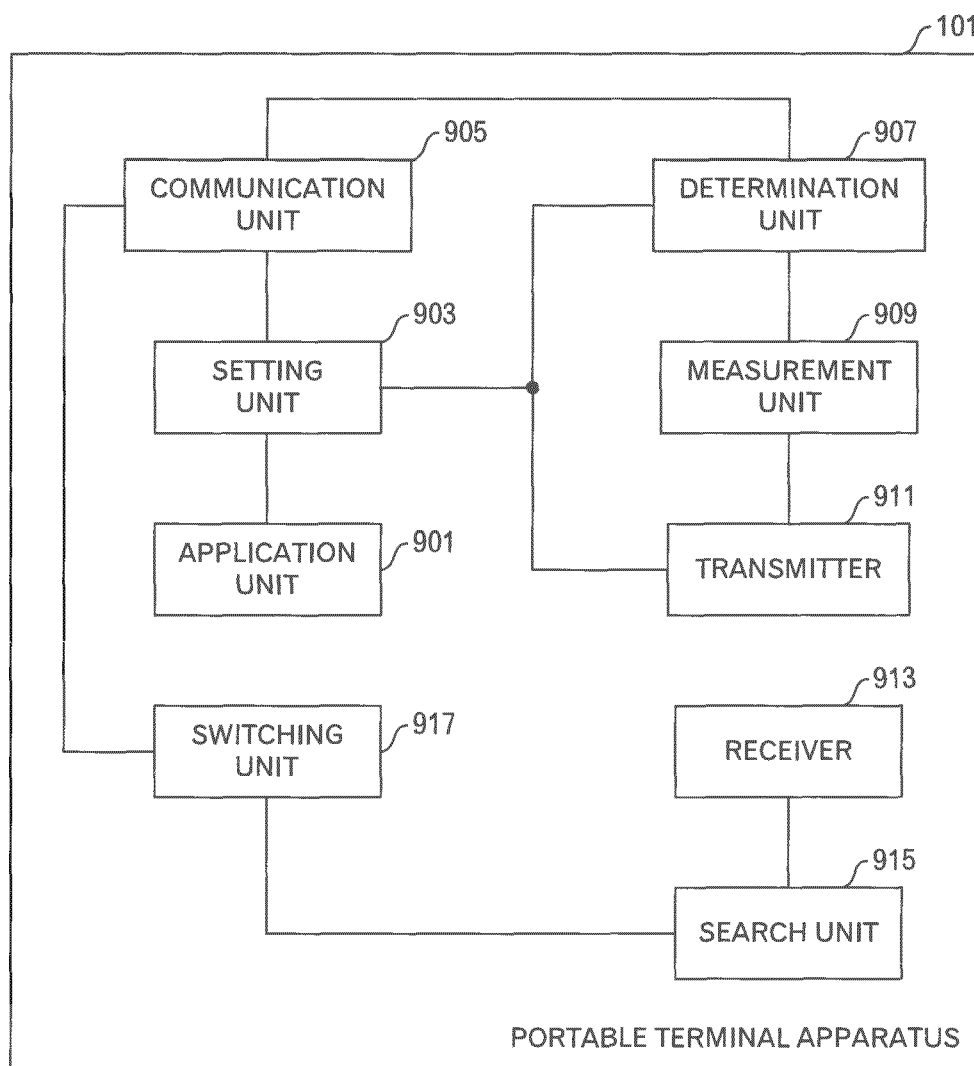 101
905
COMMUNICATION
UNIT
907
DETERMINATION
UNIT
903
SETTING
UNIT
909
MEASUREMENT
UNIT
901
APPLICATION
UNIT
911
TRANSMITTER
917
SWITCHING
UNIT
913
RECEIVER
915
SEARCH UNIT
PORTABLE TERMINAL APPARATUS